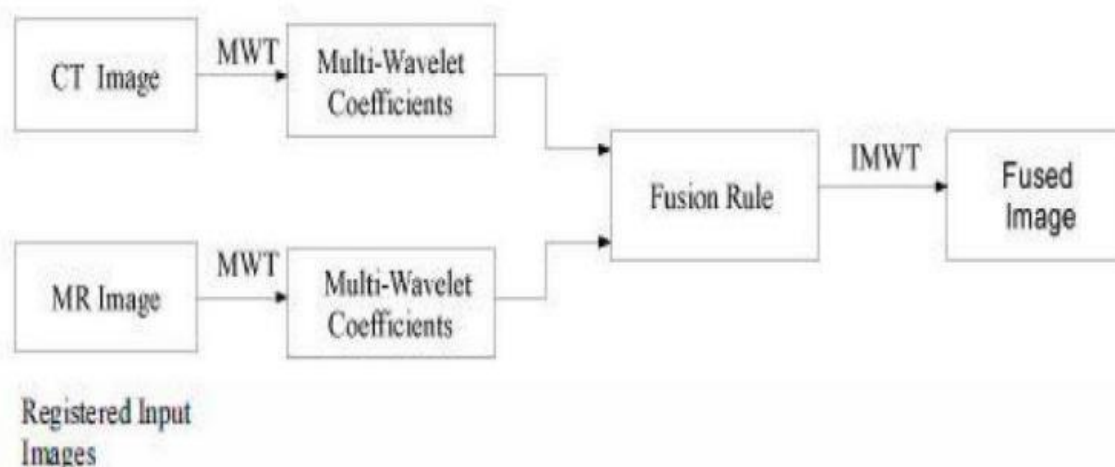 CT Image
MWT
Multi-Wavelet
Coefficients
MR Image
MWT
Multi-Wavelet
Coefficients
Fusion Rule
IMWT
Fused
Image
Registered Input
Images